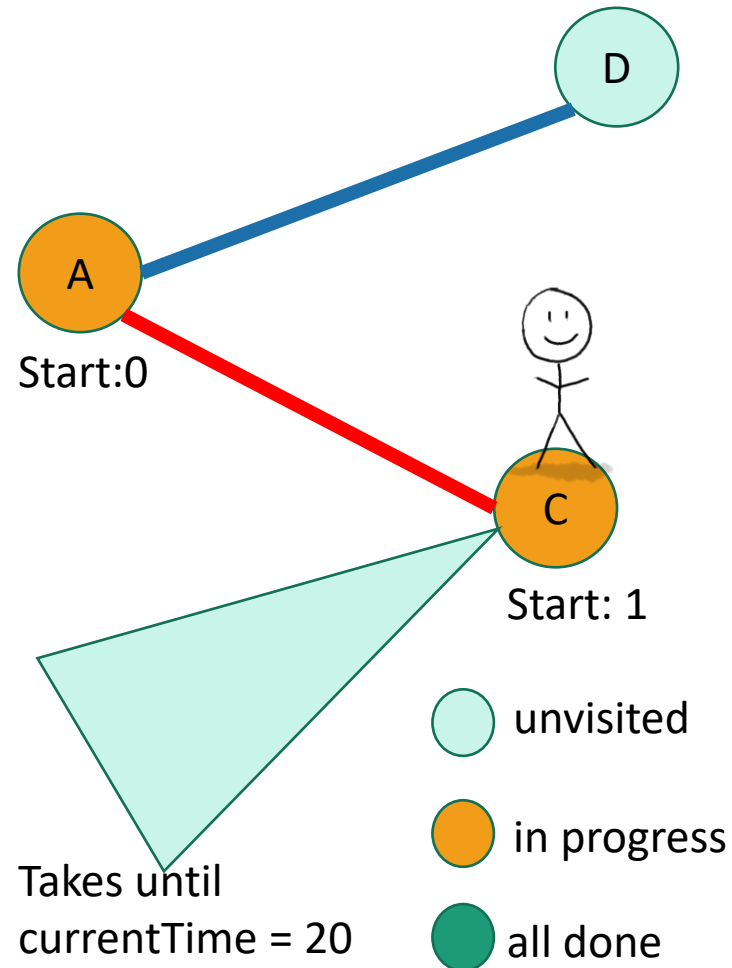 D
A
Start:0
C
Start: 1
unvisited
in progress
Takes until
currentTime = 20
all done